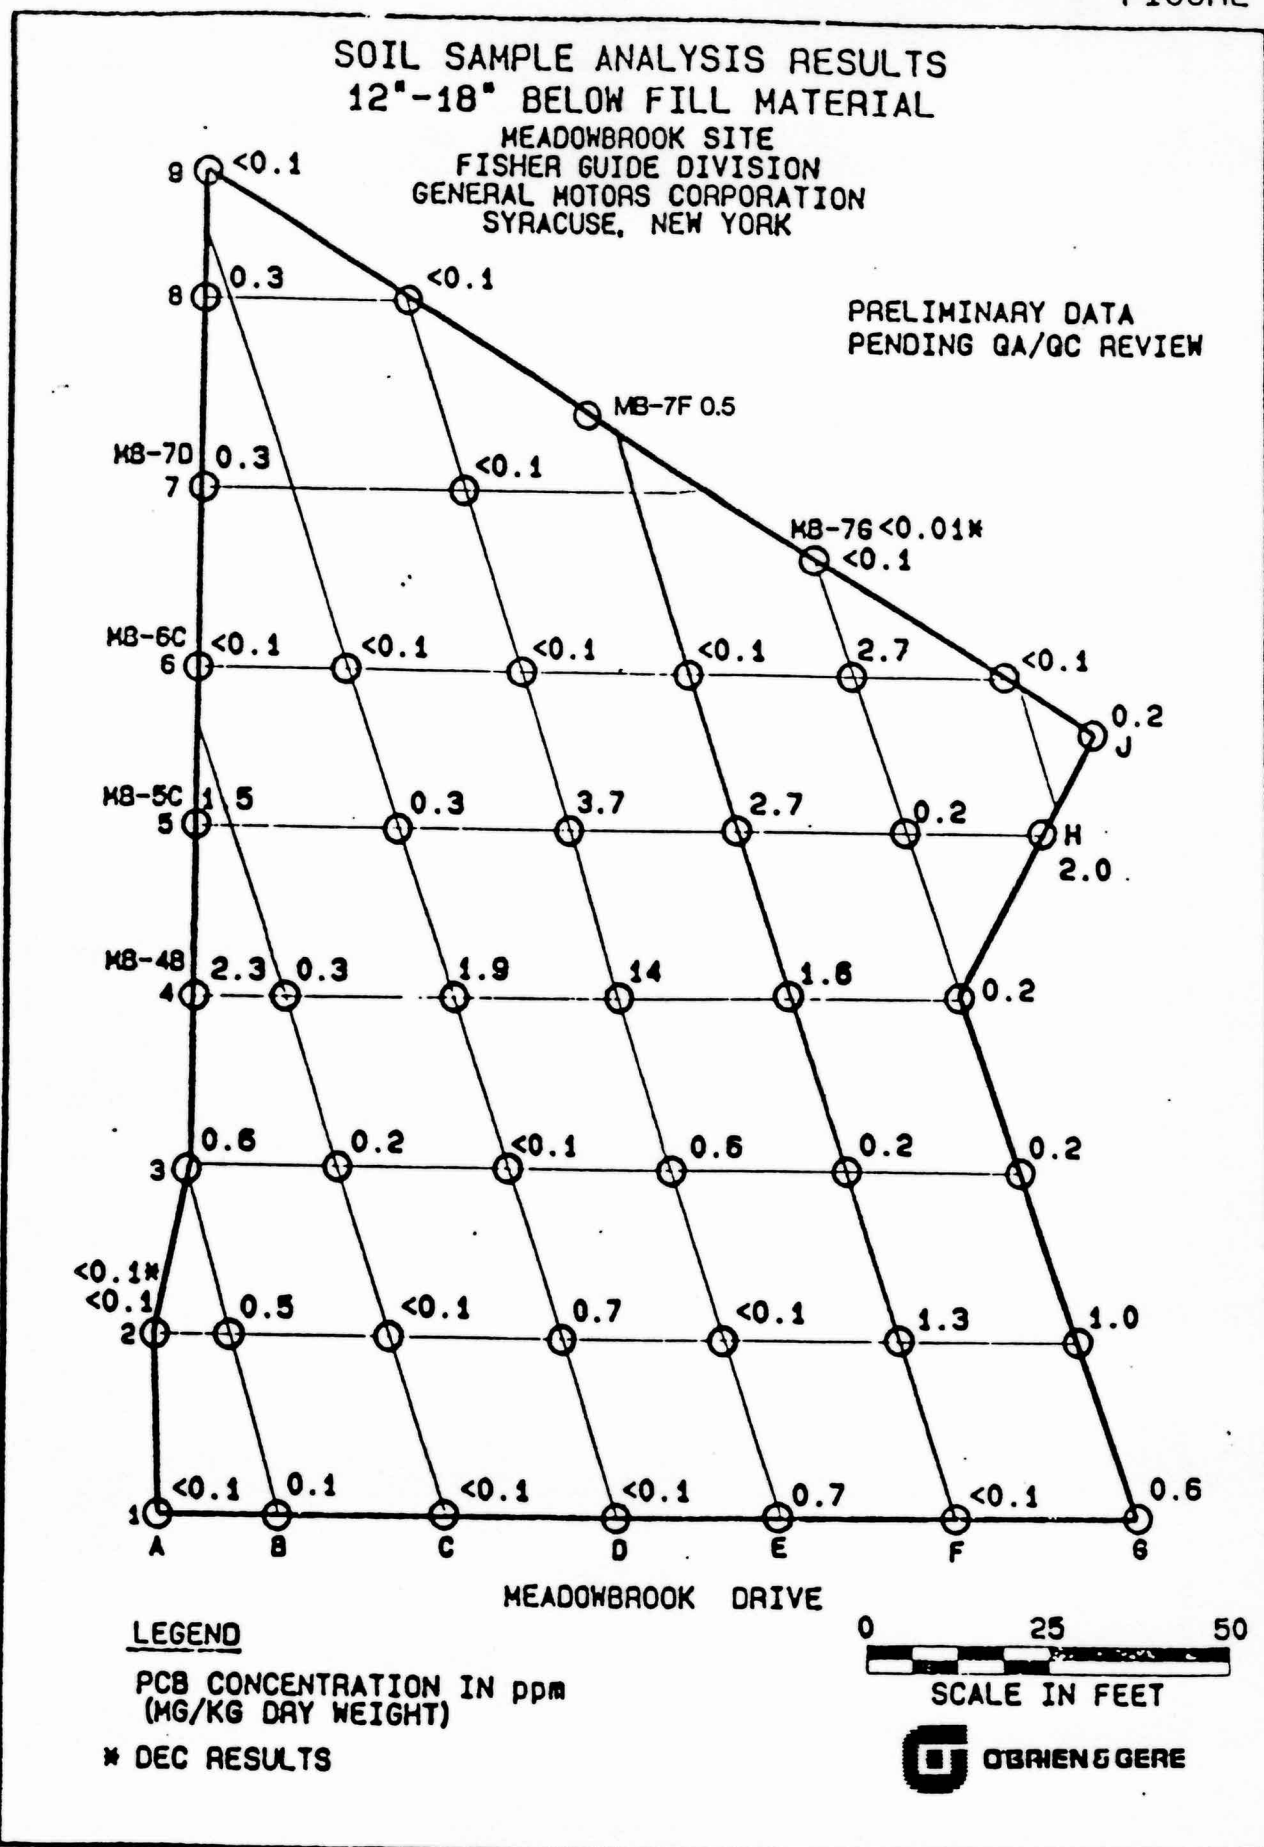 FIGURE
SOIL SAMPLE ANALYSIS RESULTS
12"-18" BELOW FILL MATERIAL
MEADOWBROOK SITE
FISHER GUIDE DIVISION
GENERAL MOTORS CORPORATION
SYRACUSE, NEW YORK
PRELIMINARY DATA
PENDING QA/QC REVIEW
9 <0.1
8 0.3 <0.1
MB-7F 0.5
MB-7D 0.3 <0.1
7
MB-7G <0.01*
<0.1
MB-6C <0.1 <0.1 <0.1 <0.1 2.7 <0.1
6
0.2
J
MB-5C 1.5 0.3 3.7 2.7 0.2
5 H
2.0
MB-4B 2.3 0.3 1.9 14 1.6 0.2
4
0.6 0.2 <0.1 0.6 0.2 0.2
3
<0.1*
<0.1 0.5 <0.1 0.7 <0.1 1.3 1.0
2
<0.1 0.1 <0.1 <0.1 0.7 <0.1 0.6
1
A B C D E F G
MEADOWBROOK DRIVE
LEGEND
PCB CONCENTRATION IN ppm
(MG/KG DRY WEIGHT)
* DEC RESULTS
0 25 50
SCALE IN FEET
O'BRIEN & GERE